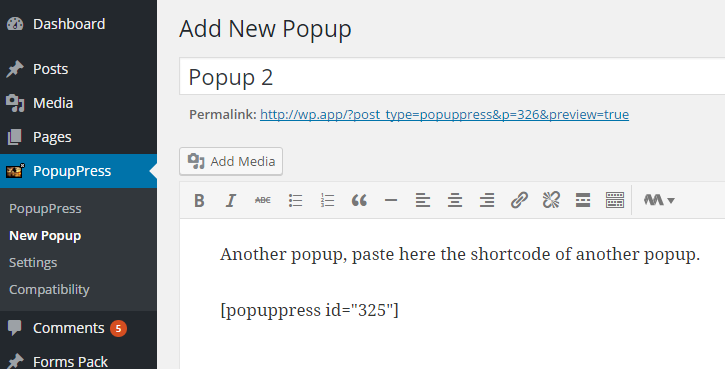 Dashboard
Posts
Media
Pages
PopupPress
PopupPress
New Popup
Settings
Compatibility
Comments 5
Forms Pack
Add New Popup
Popup 2
Permalink: http://wp.app/?post_type=popuppress&p=326&preview=true
Add Media
B I ABC
Another popup, paste here the shortcode of another popup.
[popuppress id="325"]